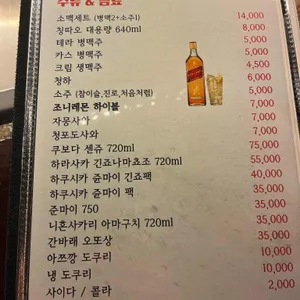 주류 & 음료
소맥세트 (병맥2+소주1) 14,000
칭따오 대용량 640ml 8,000
테라 병맥주 5,000
카스 병맥주 5,000
크림 생맥주 4,500
청하 6,000
소주 (참이슬,진로,처음처럼) 5,000
조니레몬 하이볼 7,000
자몽사와 7,000
청포도사와 7,000
쿠보다 센쥬 720ml 75,000
하라사카 긴죠나마쵸조 720ml 55,000
하쿠시카 쥰마이 긴죠팩 40,000
하쿠시카 쥰마이 팩 35,000
준마이 750 35,000
니혼사카리 아마구치 720ml 35,000
간바래 오또상 35,000
아쯔깡 도쿠리 10,000
냉 도쿠리 10,000
사이다 / 콜라 2,000